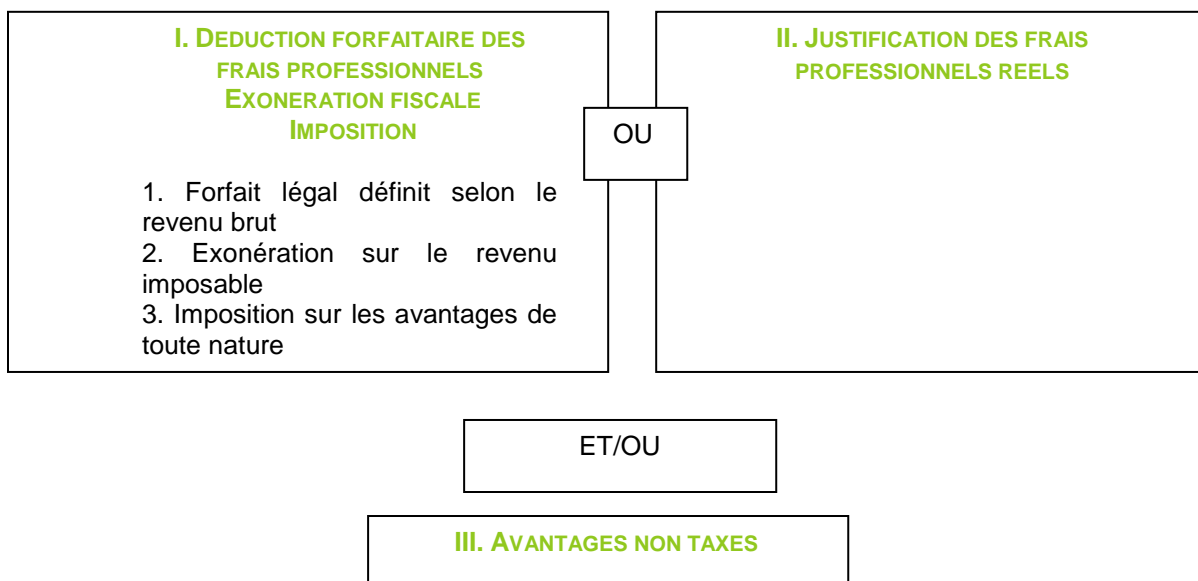 I. DEDUCTION FORFAITAIRE DES
FRAIS PROFESSIONNELS
EXONERATION FISCALE
IMPOSITION
1. Forfait légal définit selon le
revenu brut
2. Exonération sur le revenu
imposable
3. Imposition sur les avantages de
toute nature
OU
II. JUSTIFICATION DES FRAIS
PROFESSIONNELS REELS
ET/OU
III. AVANTAGES NON TAXES